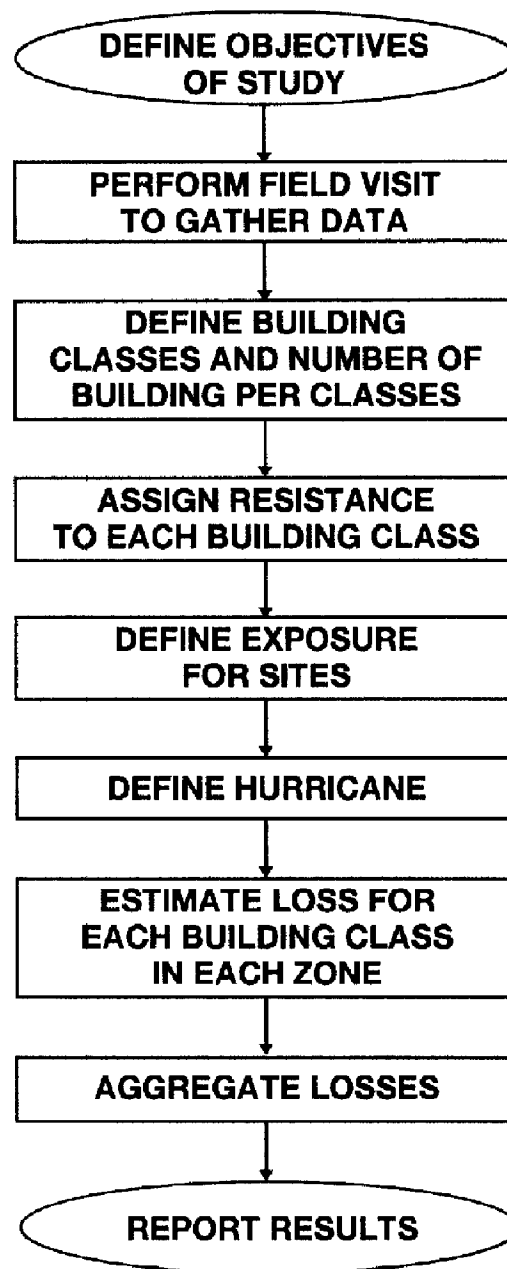 DEFINE OBJECTIVES
OF STUDY
PERFORM FIELD VISIT
TO GATHER DATA
DEFINE BUILDING
CLASSES AND NUMBER OF
BUILDING PER CLASSES
ASSIGN RESISTANCE
TO EACH BUILDING CLASS
DEFINE EXPOSURE
FOR SITES
DEFINE HURRICANE
ESTIMATE LOSS FOR
EACH BUILDING CLASS
IN EACH ZONE
AGGREGATE LOSSES
REPORT RESULTS